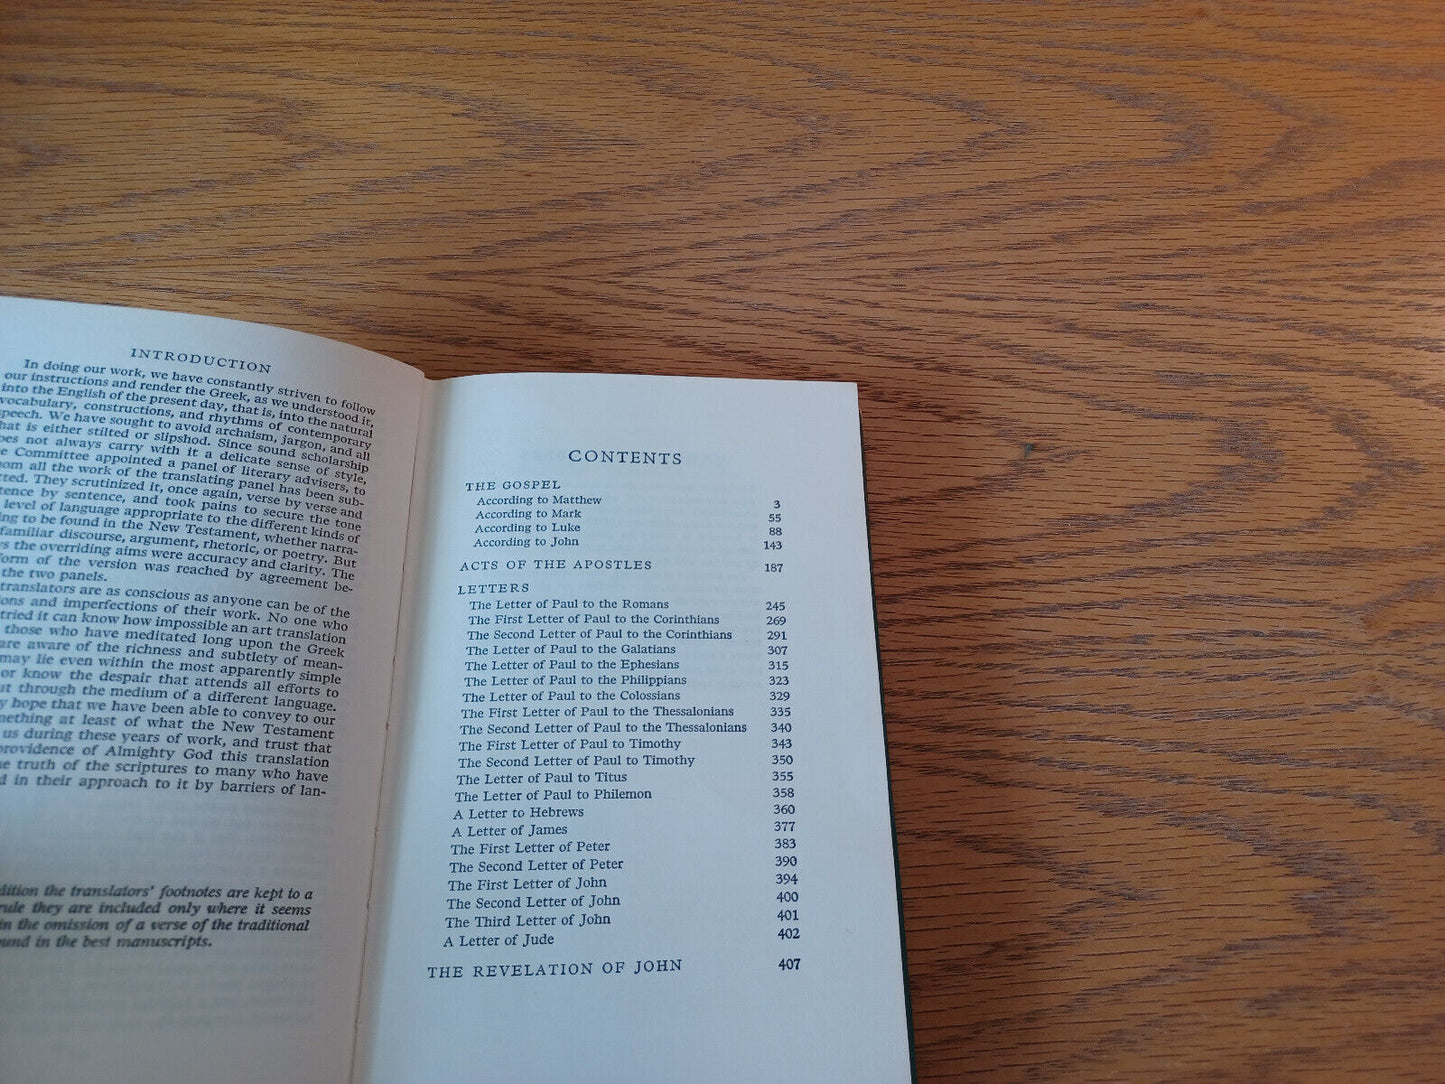 INTRODUCTION
In doing our work, we have constantly striven to follow
our instructions and render the Greek, as we understood it,
into the English of the present day, that is, into the natural
vocabulary, constructions, and rhythms of contemporary
speech. We have sought to avoid archaism, jargon, and all
hat is either stilted or slipshod. Since sound scholarship
oes not always carry with it a delicate sense of style,
e Committee appointed a panel of literary advisers, to
om all the work of the translating panel has been sub-
tted. They scrutinized it, once again, verse by verse and
tence by sentence, and took pains to secure the tone
level of language appropriate to the different kinds of
ing to be found in the New Testament, whether narra-
familiar discourse, argument, rhetoric, or poetry. But
s the overriding aims were accuracy and clarity. The
form of the version was reached by agreement be-
the two panels.
translators are as conscious as anyone can be of the
ions and imperfections of their work. No one who
tried it can know how impossible an art translation
those who have meditated long upon the Greek
are aware of the richness and subtlety of mean-
may lie even within the most apparently simple
or know the despair that attends all efforts to
ut through the medium of a different language.
y hope that we have been able to convey to our
mething at least of what the New Testament
us during these years of work, and trust that
providence of Almighty God this translation
he truth of the scriptures to many who have
d in their approach to it by barriers of lan-
dition the translators' footnotes are kept to a
rule they are included only where it seems
in the omission of a verse of the traditional
ound in the best manuscripts.
CONTENTS
THE GOSPEL
According to Matthew 3
According to Mark 55
According to Luke 88
According to John 143
ACTS OF THE APOSTLES 187
LETTERS
The Letter of Paul to the Romans 245
The First Letter of Paul to the Corinthians 269
The Second Letter of Paul to the Corinthians 291
The Letter of Paul to the Galatians 307
The Letter of Paul to the Ephesians 315
The Letter of Paul to the Philippians 323
The Letter of Paul to the Colossians 329
The First Letter of Paul to the Thessalonians 335
The Second Letter of Paul to the Thessalonians 340
The First Letter of Paul to Timothy 343
The Second Letter of Paul to Timothy 350
The Letter of Paul to Titus 355
The Letter of Paul to Philemon 358
A Letter to Hebrews 360
A Letter of James 377
The First Letter of Peter 383
The Second Letter of Peter 390
The First Letter of John 394
The Second Letter of John 400
The Third Letter of John 401
A Letter of Jude 402
THE REVELATION OF JOHN 407